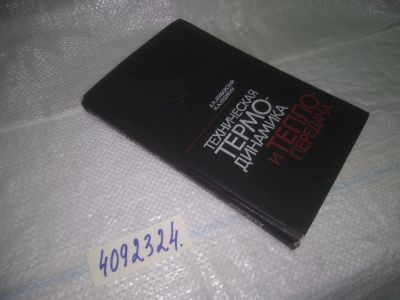 ТЕХНИЧЕСКАЯ
ТЕРМО-
ДИНАМИКА
И ТЕПЛО-
ПЕРЕДАЧА
4092324.